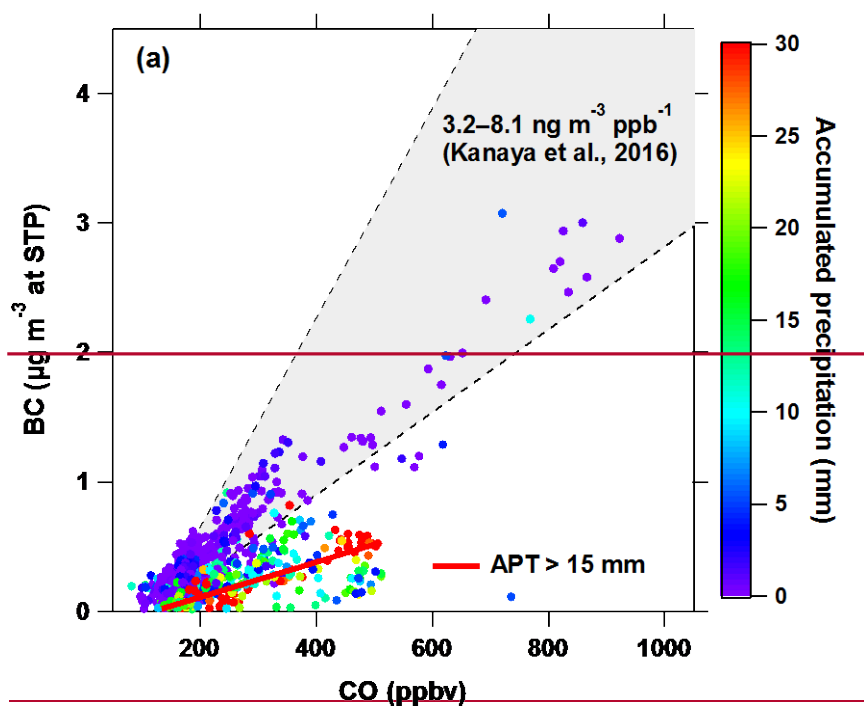 (a)
3.2–8.1 ng m⁻³ ppb⁻¹
(Kanaya et al., 2016)
APT > 15 mm
BC (µg m⁻³ at STP)
4
3
2
1
0
200
400
600
800
1000
CO (ppbv)
30
25
20
15
10
5
0
Accumulated precipitation (mm)